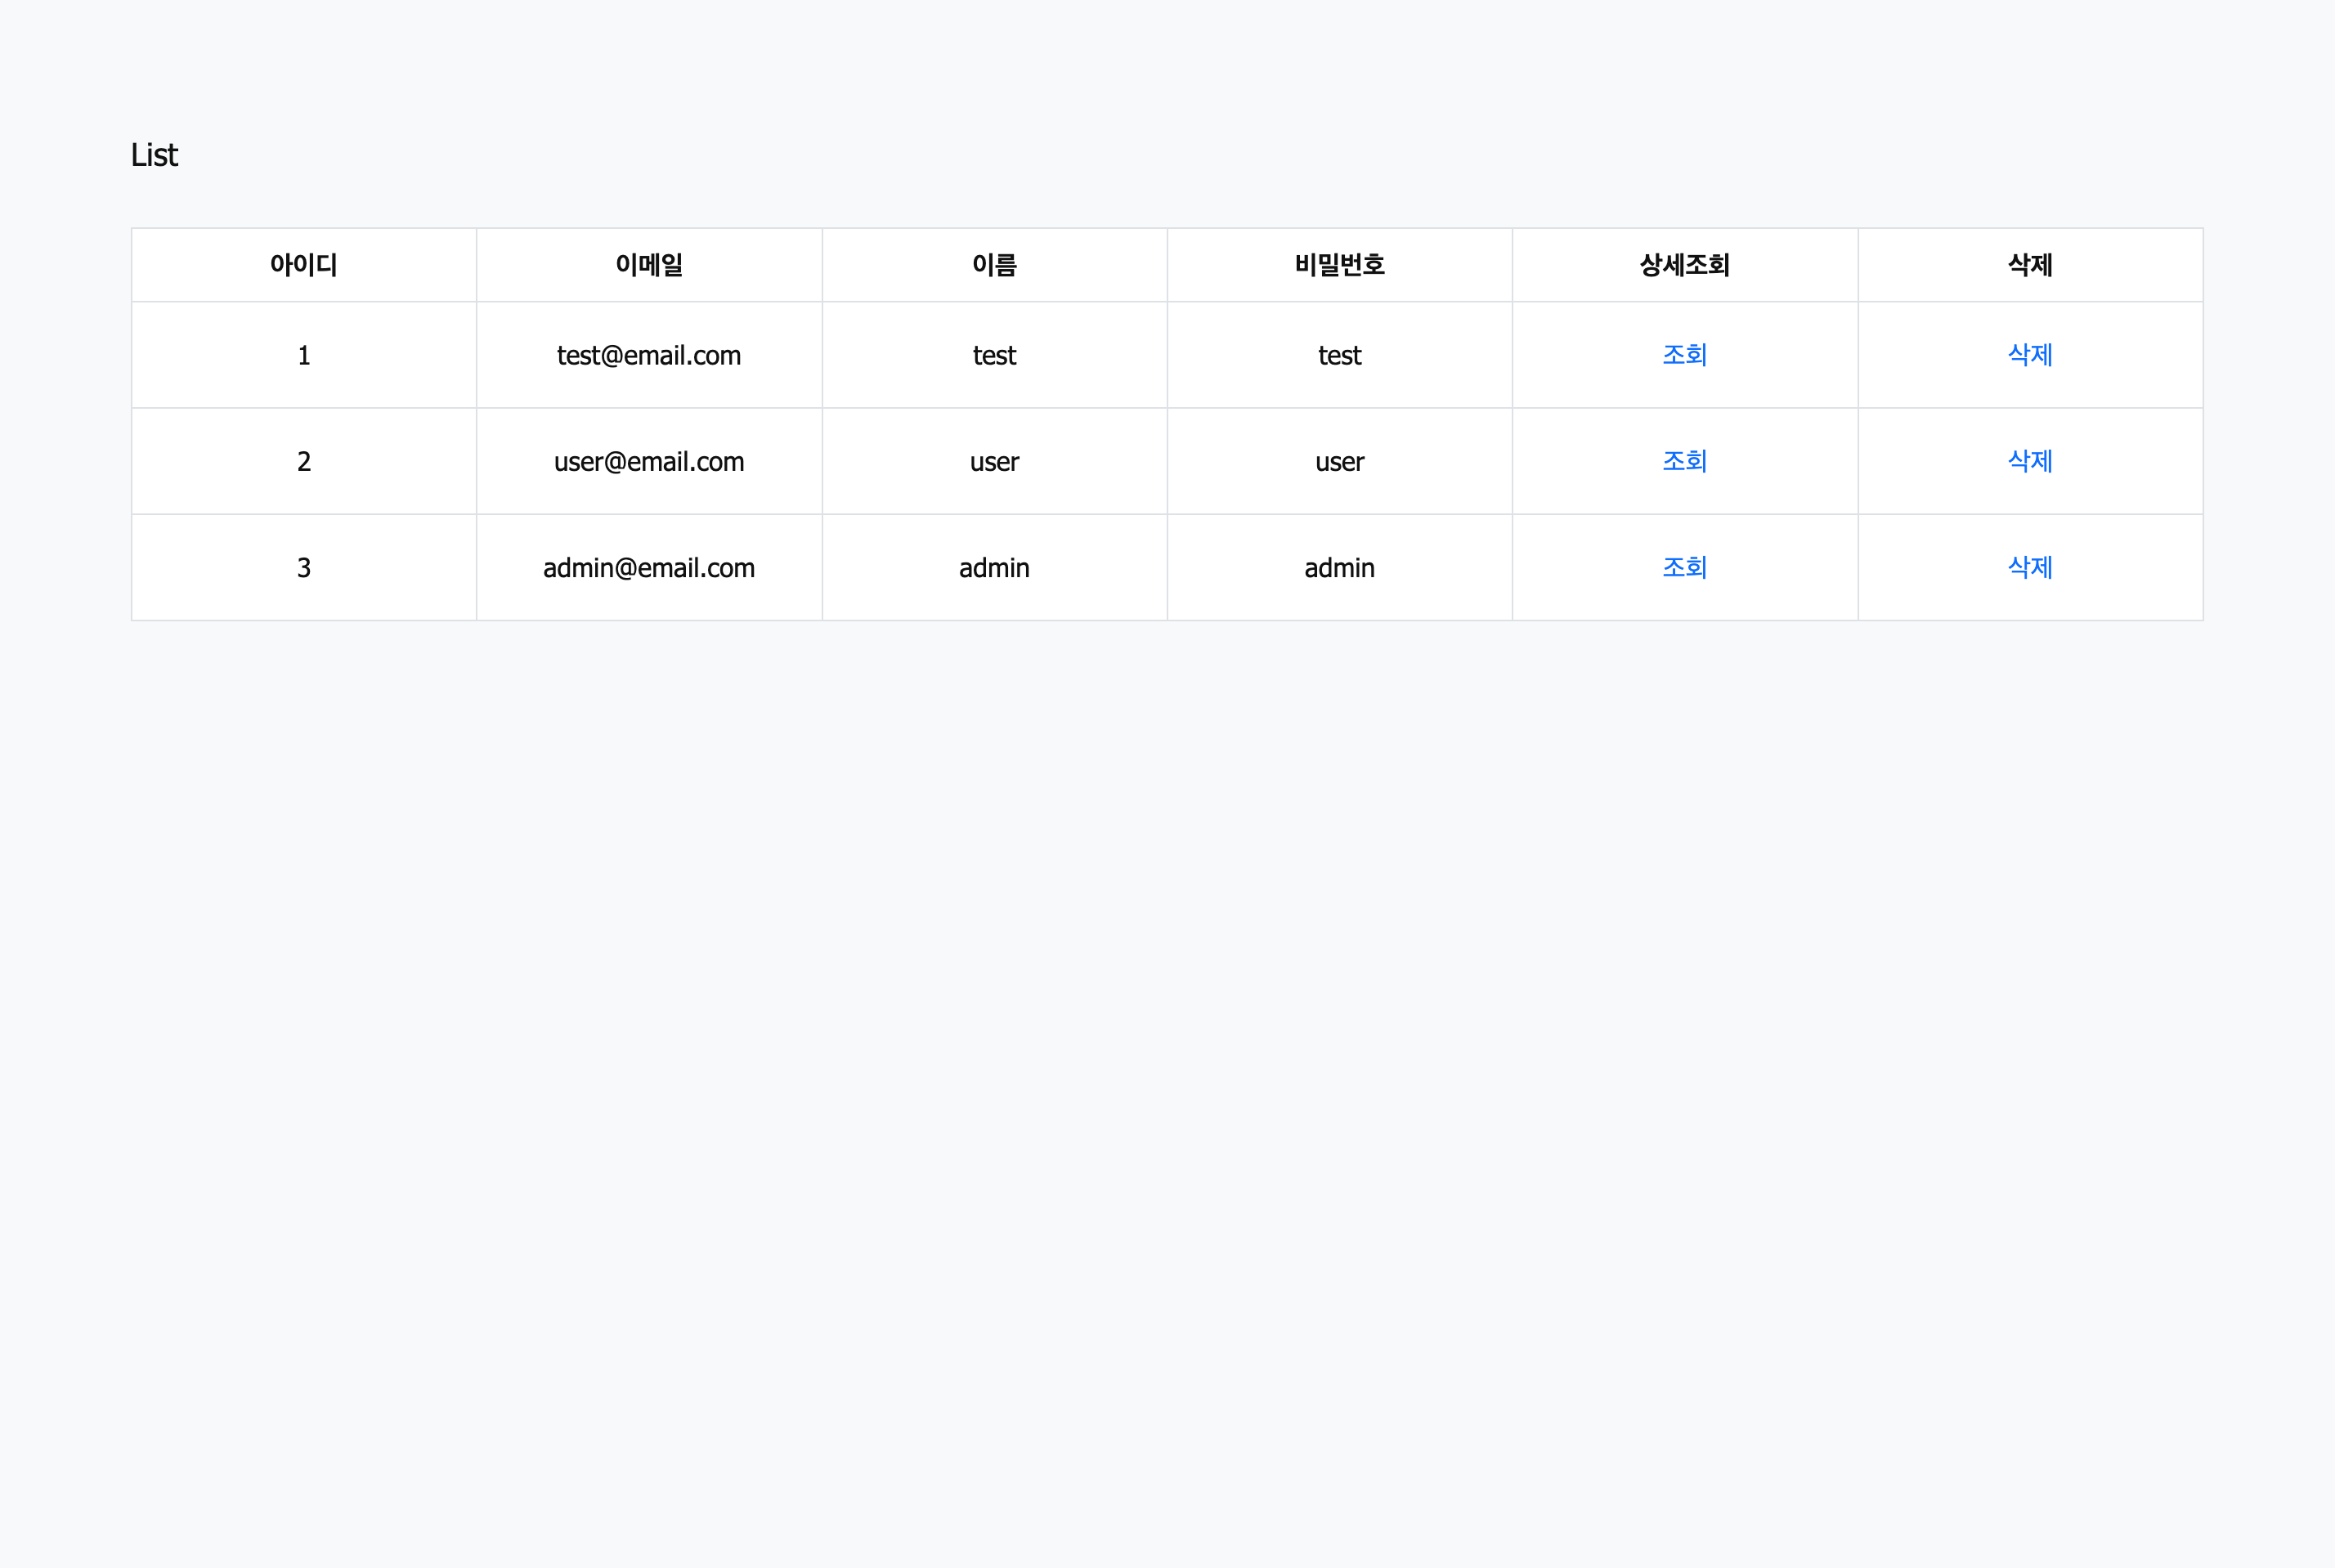 List
아이디 이메일 이름 비밀번호 상세조회 삭제
1 test@email.com test test 조회 삭제
2 user@email.com user user 조회 삭제
3 admin@email.com admin admin 조회 삭제